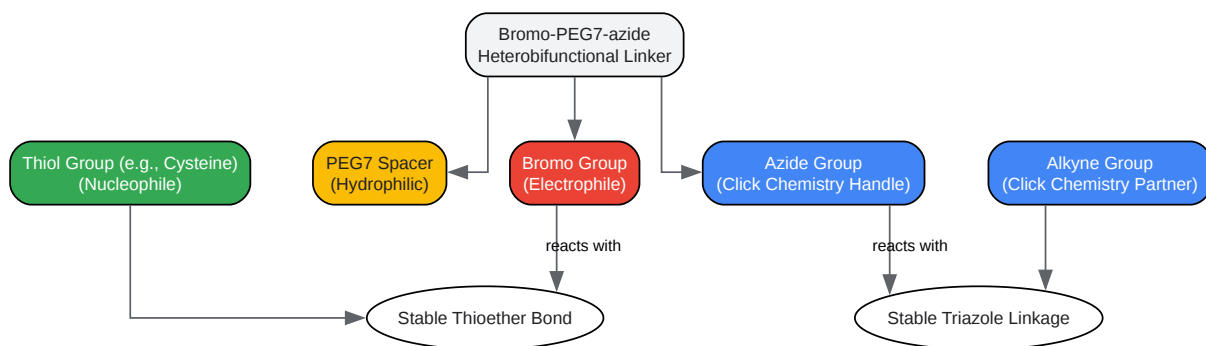 Bromo-PEG7-azide
Heterobifunctional Linker
Thiol Group (e.g., Cysteine)
(Nucleophile)
PEG7 Spacer
(Hydrophilic)
Bromo Group
(Electrophile)
Azide Group
(Click Chemistry Handle)
Alkyne Group
(Click Chemistry Partner)
reacts with
reacts with
Stable Thioether Bond
Stable Triazole Linkage